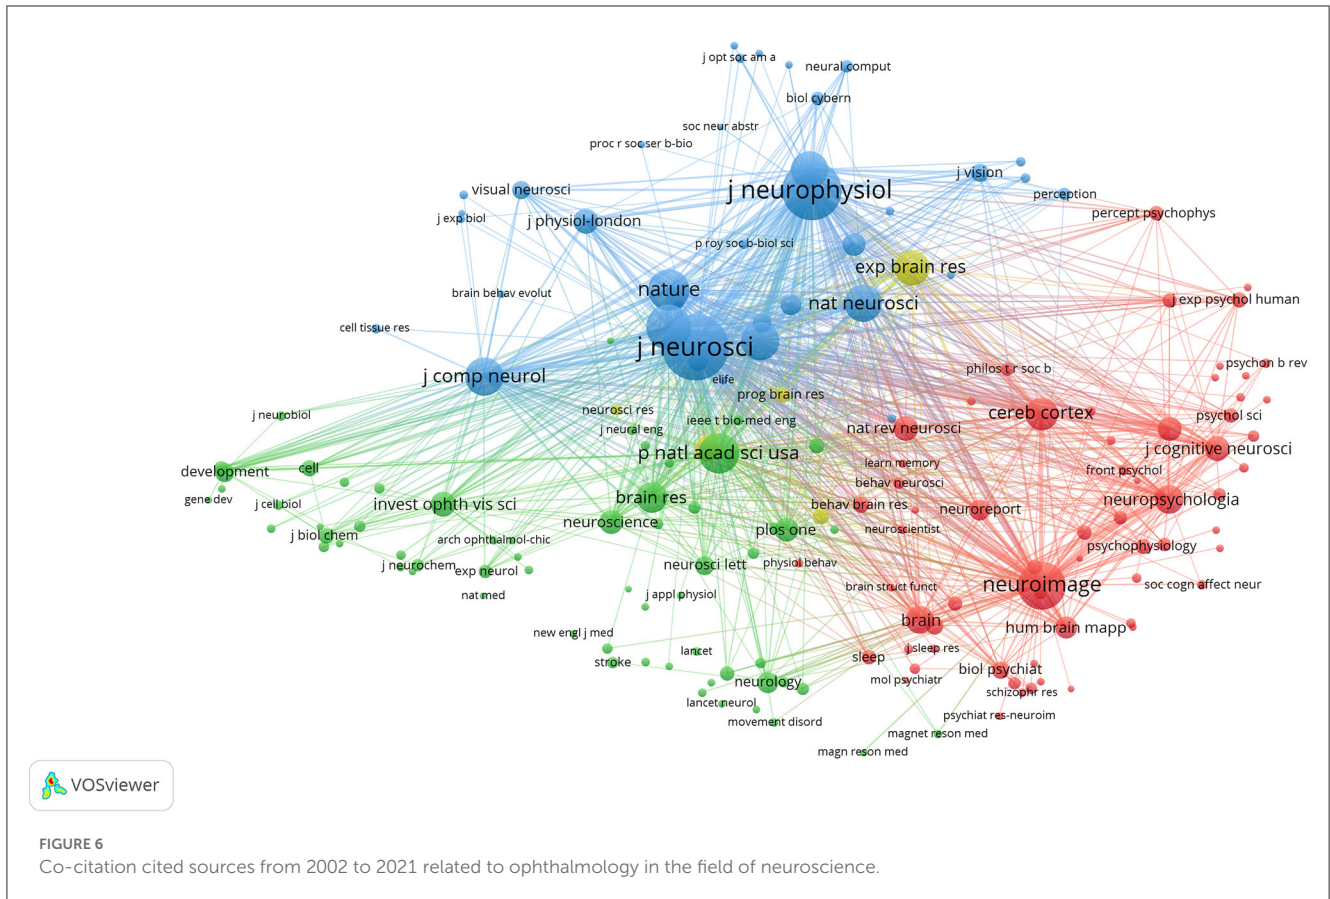 j opt soc am a
neural comput
biol cybern
soc neur abstr
proc r soc ser b-bio
j vision
visual neurosci
j neurophysiol
perception
j exp biol
j physiol-london
percept psychophys
p roy soc b-biol sci
exp brain res
brain behav evolut
nature
nat neurosci
j exp psychol human
cell tissue res
j neurosci
j comp neurol
elife
philos t r soc b
psychon b rev
prog brain res
j neurobiol
neurosci res
ieee t bio-med eng
cereb cortex
psychol sci
j neural eng
nat rev neurosci
p natl acad sci usa
j cognitive neurosci
development
cell
learn memory
front psychol
behav neurosci
gene dev
j cell biol
invest ophth vis sci
brain res
behav brain res
neuroreport
neuropsychologia
neuroscience
plos one
neuroscientist
j biol chem
arch ophthalmol-chic
psychophysiology
j neurochem
exp neurol
neurosci lett
physiol behav
neuroimage
soc cogn affect neur
brain struct funct
nat med
j appl physiol
brain
hum brain mapp
new engl j med
lancet
j sleep res
stroke
sleep
biol psychiat
neurology
mol psychiatr
schizophr res
lancet neurol
psychiat res-neuroim
movement disord
magnet reson med
magn reson med
VOSviewer
FIGURE 6
Co-citation cited sources from 2002 to 2021 related to ophthalmology in the field of neuroscience.